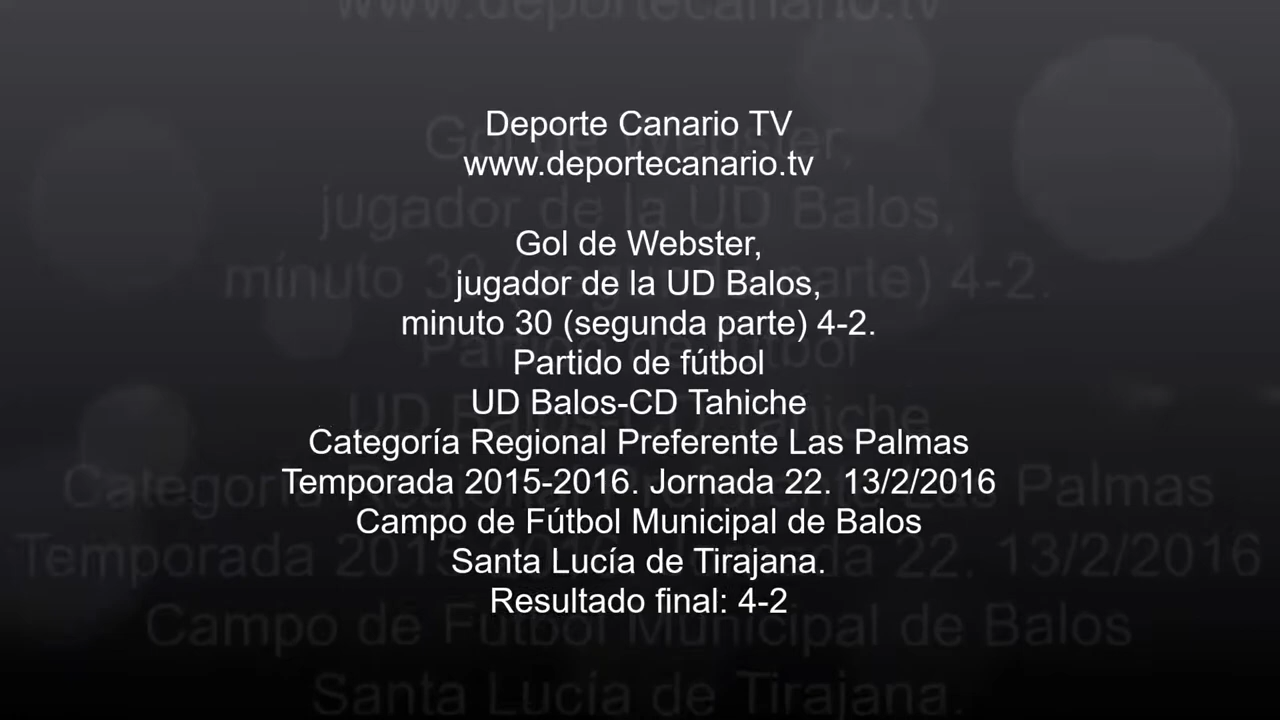 Deporte Canario TV
www.deportecanario.tv
Gol de Webster,
jugador de la UD Balos,
minuto 30 (segunda parte) 4-2.
Partido de fútbol
UD Balos-CD Tahiche
Categoría Regional Preferente Las Palmas
Temporada 2015-2016. Jornada 22. 13/2/2016
Campo de Fútbol Municipal de Balos
Santa Lucía de Tirajana.
Resultado final: 4-2